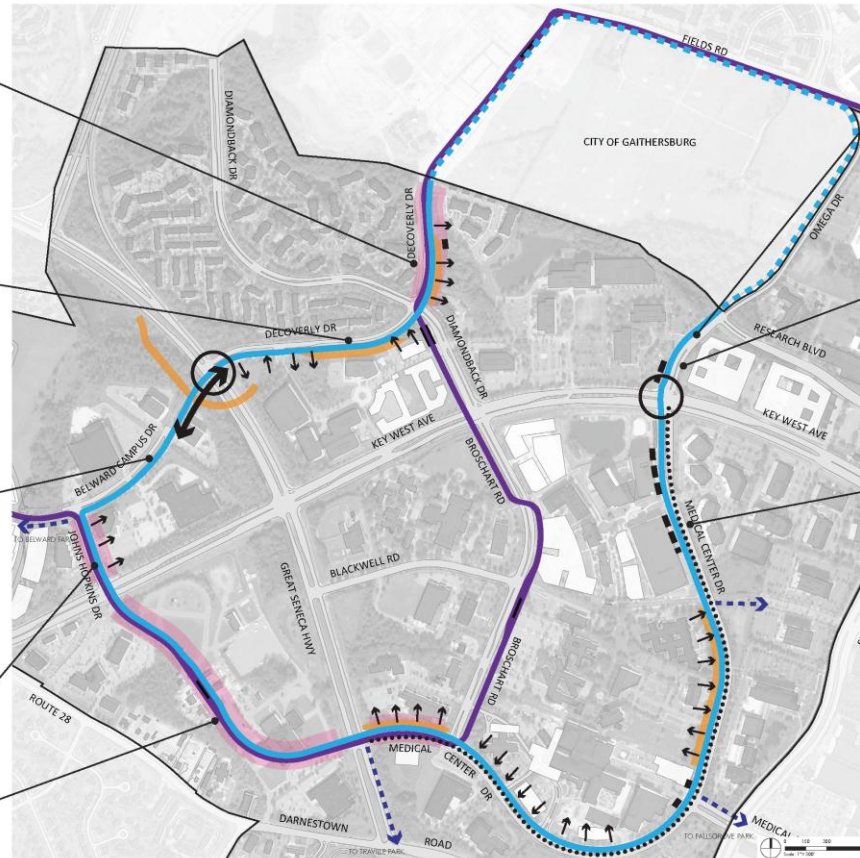 FIELDS RD
CITY OF GAITHERSBURG
DIAMONDBACK DR
DECOVERLY DR
OMEGA DR
DECOVERLY DR
DIAMONDBACK DR
RESEARCH BLVD
KEY WEST AVE
KEY WEST AVE
BELWARD CAMPUS DR
BROSCHART RD
MEDICAL CENTER DR
TO BELWARD PARK
JOHNS HOPKINS DR
BLACKWELL RD
GREAT SENECA HWY
BROSCHART RD
ROUTE 28
MEDICAL
CENTER
DR
DARNESTOWN
ROAD
MEDICAL
TO TRAVILLE PARK
TO FALLSGROVE PARK